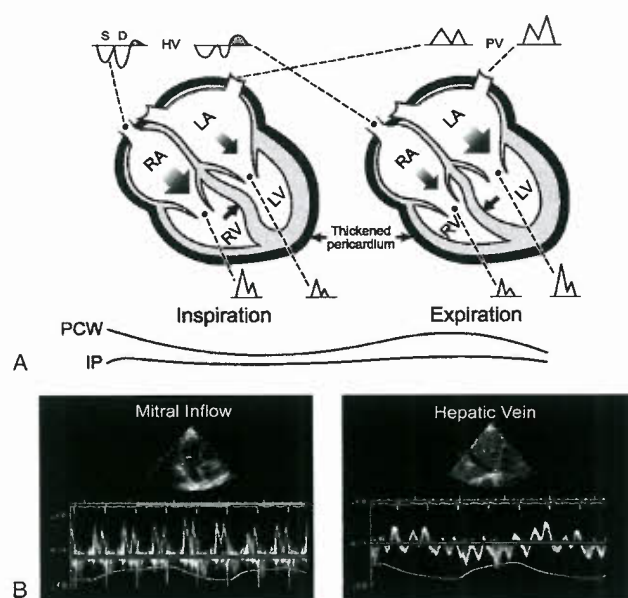 A
S D
HV
PV
LA
RA
LV
RV
LA
RA
LV
RV
Thickened
pericardium
Inspiration
Expiration
PCW
IP
Mitral Inflow
Hepatic Vein
B